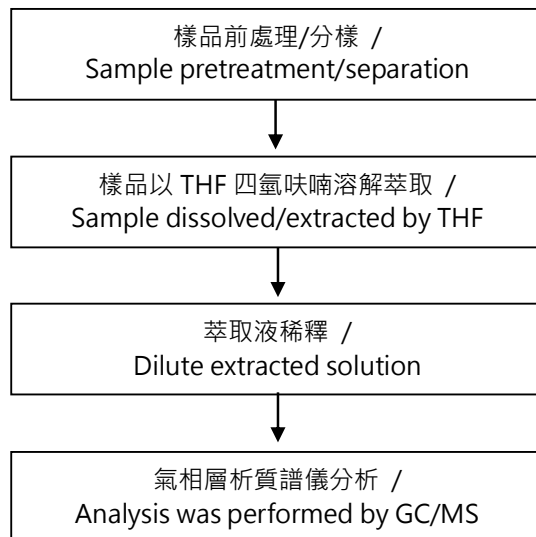 樣品前處理/分樣 /
Sample pretreatment/separation
樣品以 THF 四氫呋喃溶解萃取 /
Sample dissolved/extracted by THF
萃取液稀釋 /
Dilute extracted solution
氣相層析質譜儀分析 /
Analysis was performed by GC/MS